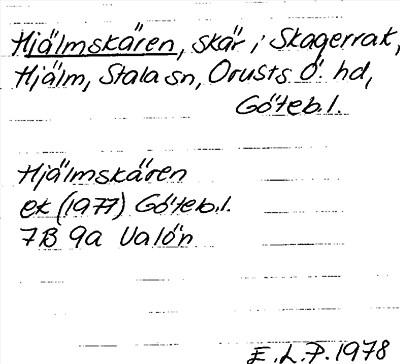 Hjälmskären, skär i Skagerrak,
Hjälm, Stala sn, Orusts Ö. hd,
Göteb.l.
Hjälmskären
ek (1977) Göteb.l.
7B 9a Valön
E.L.P. 1978